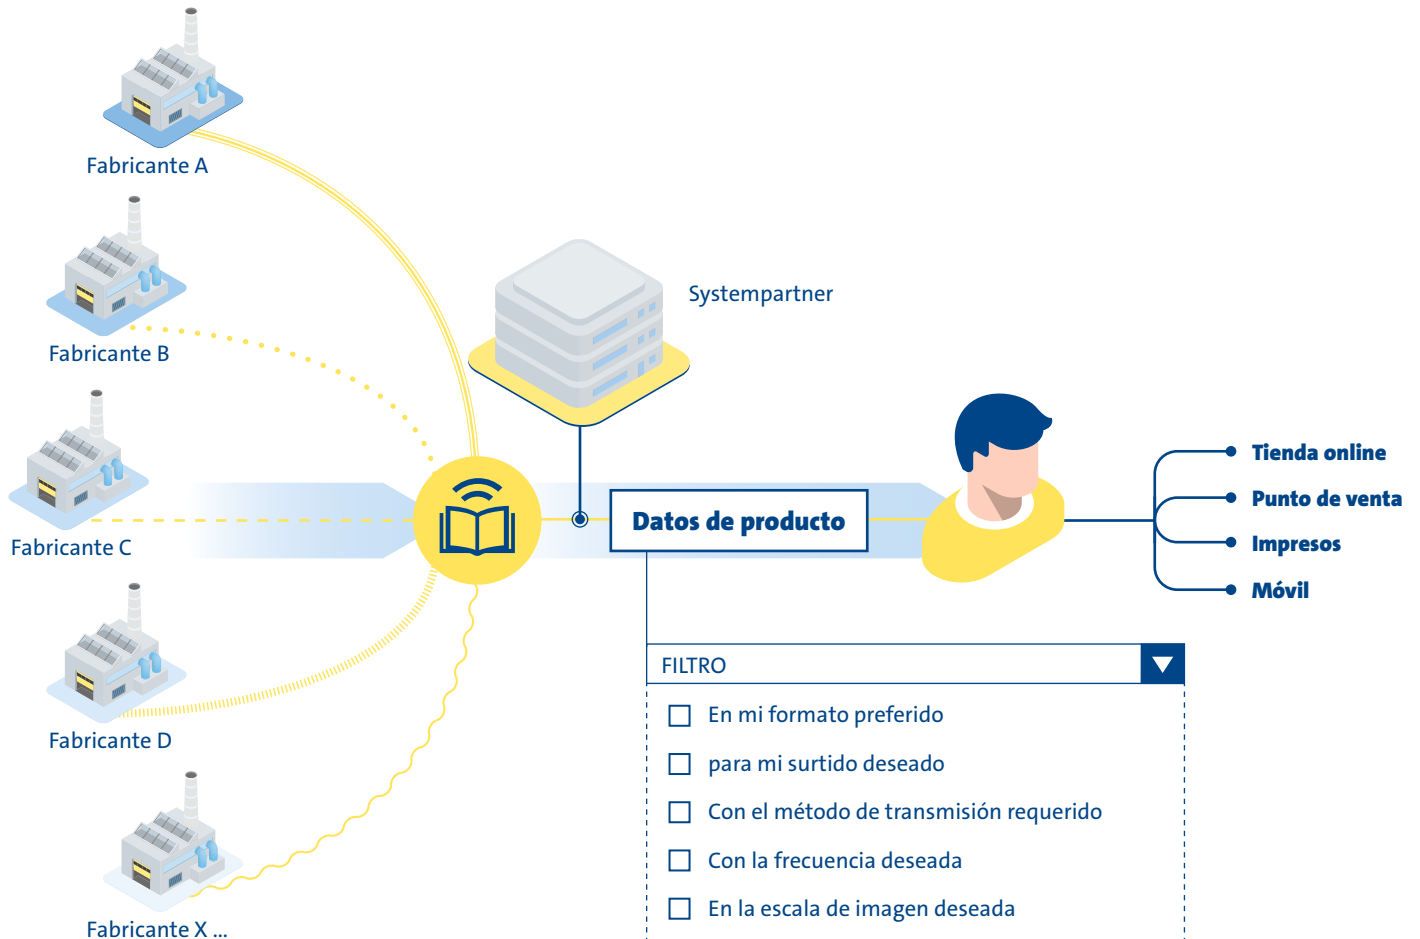 Fabricante A
Fabricante B
Fabricante C
Fabricante D
Fabricante X ...
Systempartner
Datos de producto
Tienda online
Punto de venta
Impresos
Móvil
FILTRO
En mi formato preferido
para mi surtido deseado
Con el método de transmisión requerido
Con la frecuencia deseada
En la escala de imagen deseada